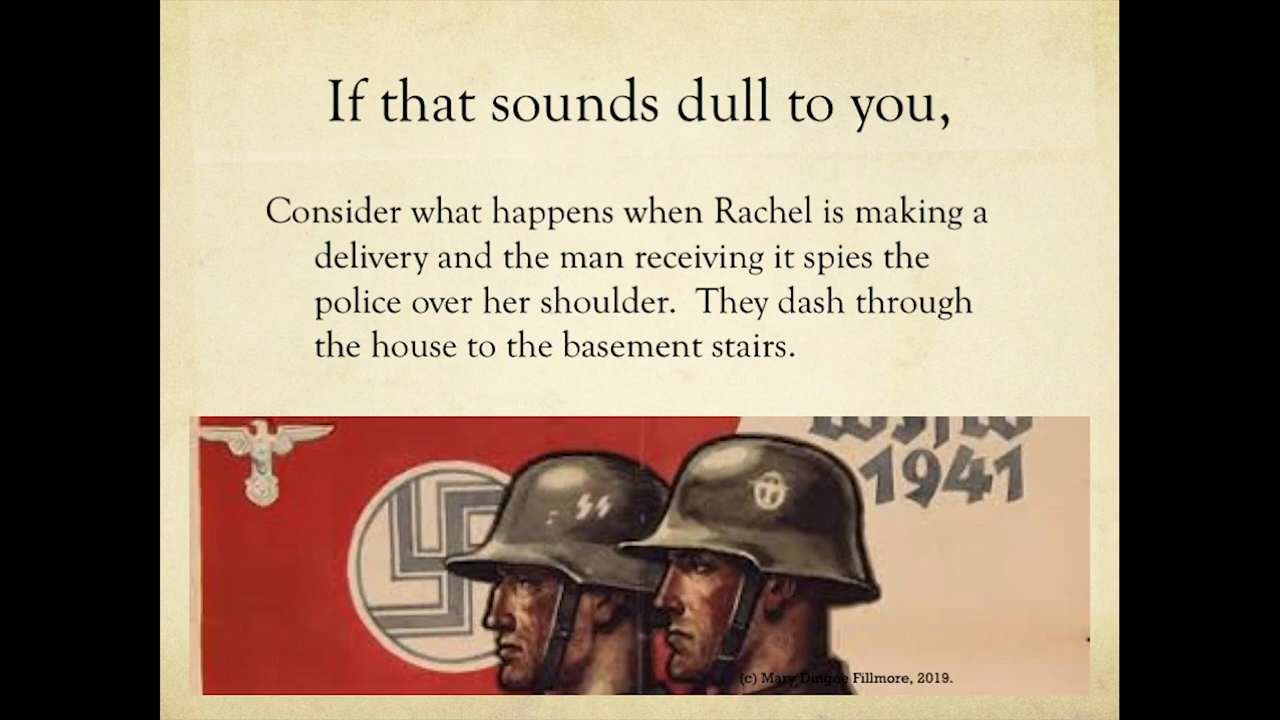 If that sounds dull to you,
Consider what happens when Rachel is making a
delivery and the man receiving it spies the
police over her shoulder.  They dash through
the house to the basement stairs.
1941
(c) Mary Dingee Fillmore, 2019.